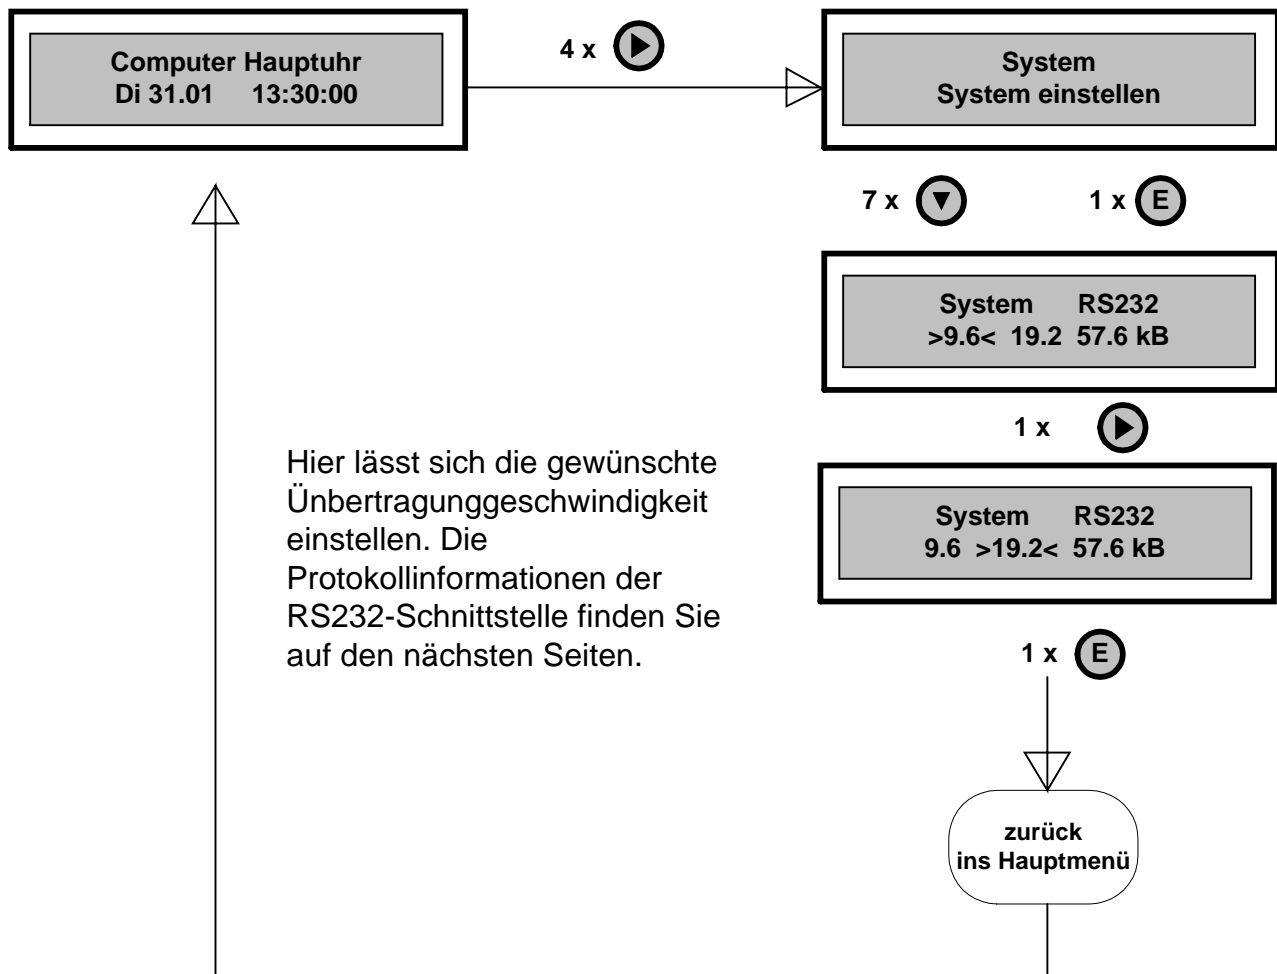 Computer Hauptuhr
Di 31.01 13:30:00
4 x
System
System einstellen
7 x
1 x E
System RS232
>9.6< 19.2 57.6 kB
1 x
System RS232
9.6 >19.2< 57.6 kB
Hier lässt sich die gewünschte
Ünbertragunggeschwindigkeit
einstellen. Die
Protokollinformationen der
RS232-Schnittstelle finden Sie
auf den nächsten Seiten.
1 x E
zurück
ins Hauptmenü